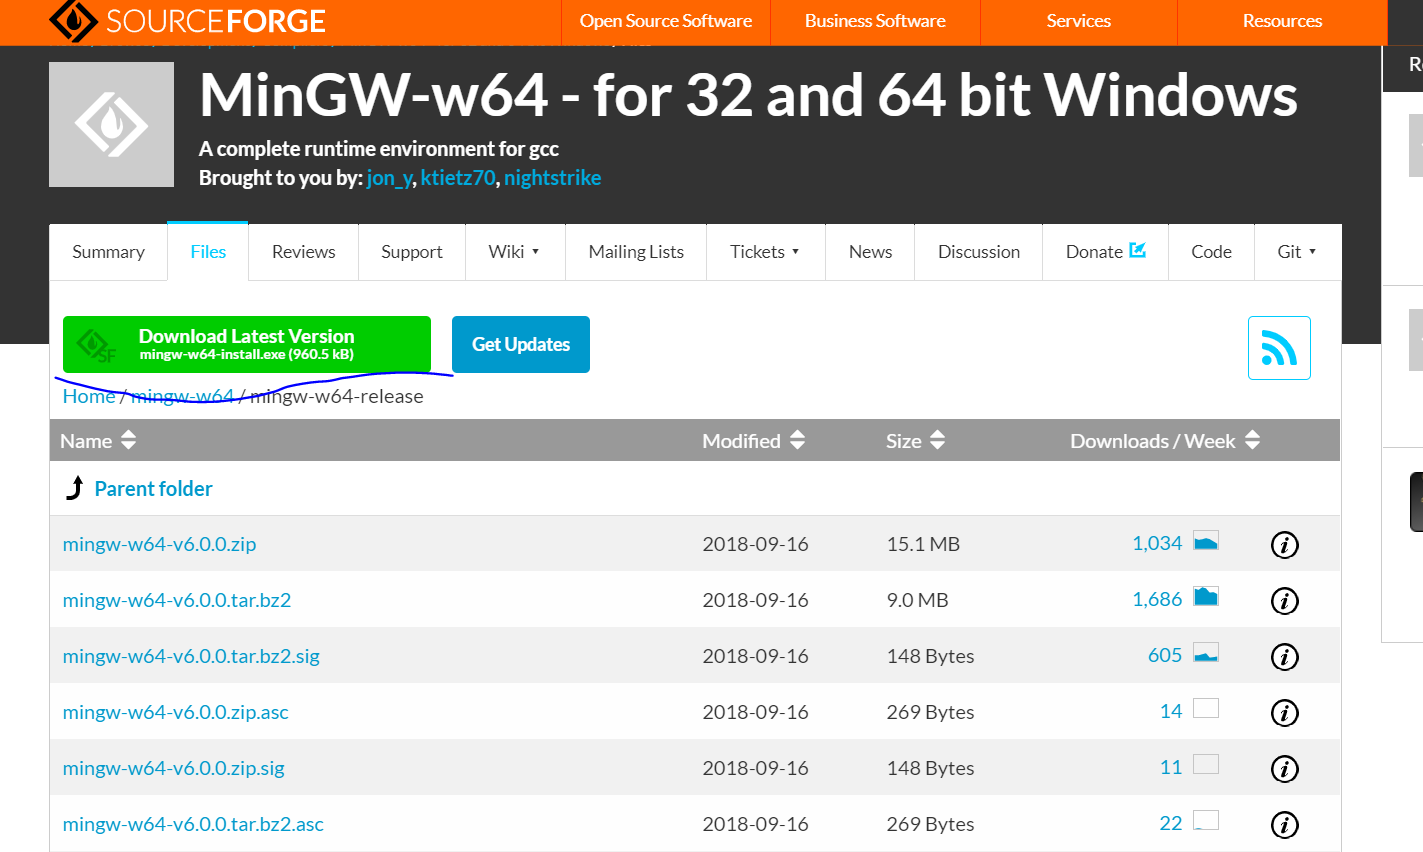 SOURCEFORGE
Open Source Software Business Software Services Resources
MinGW-w64 - for 32 and 64 bit Windows
A complete runtime environment for gcc
Brought to you by: jon_y, ktietz70, nightstrike
Summary Files Reviews Support Wiki Mailing Lists Tickets News Discussion Donate Code Git
Download Latest Version
mingw-w64-install.exe (960.5 kB)
SF
Get Updates
Home / mingw-w64 / mingw-w64-release
Name Modified Size Downloads / Week
Parent folder
mingw-w64-v6.0.0.zip 2018-09-16 15.1 MB 1,034 i
mingw-w64-v6.0.0.tar.bz2 2018-09-16 9.0 MB 1,686 i
mingw-w64-v6.0.0.tar.bz2.sig 2018-09-16 148 Bytes 605 i
mingw-w64-v6.0.0.zip.asc 2018-09-16 269 Bytes 14 i
mingw-w64-v6.0.0.zip.sig 2018-09-16 148 Bytes 11 i
mingw-w64-v6.0.0.tar.bz2.asc 2018-09-16 269 Bytes 22 i